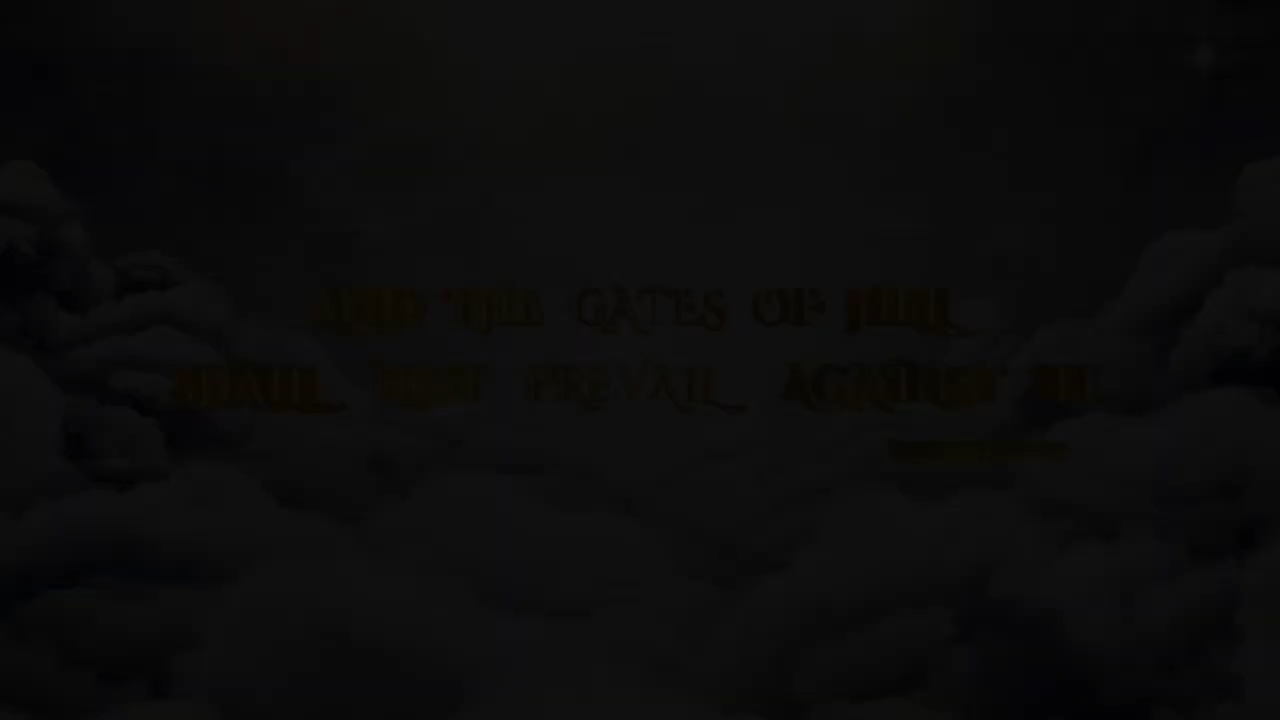 AND THE GATES OF HELL
SHALL NOT PREVAIL AGAINST IT.